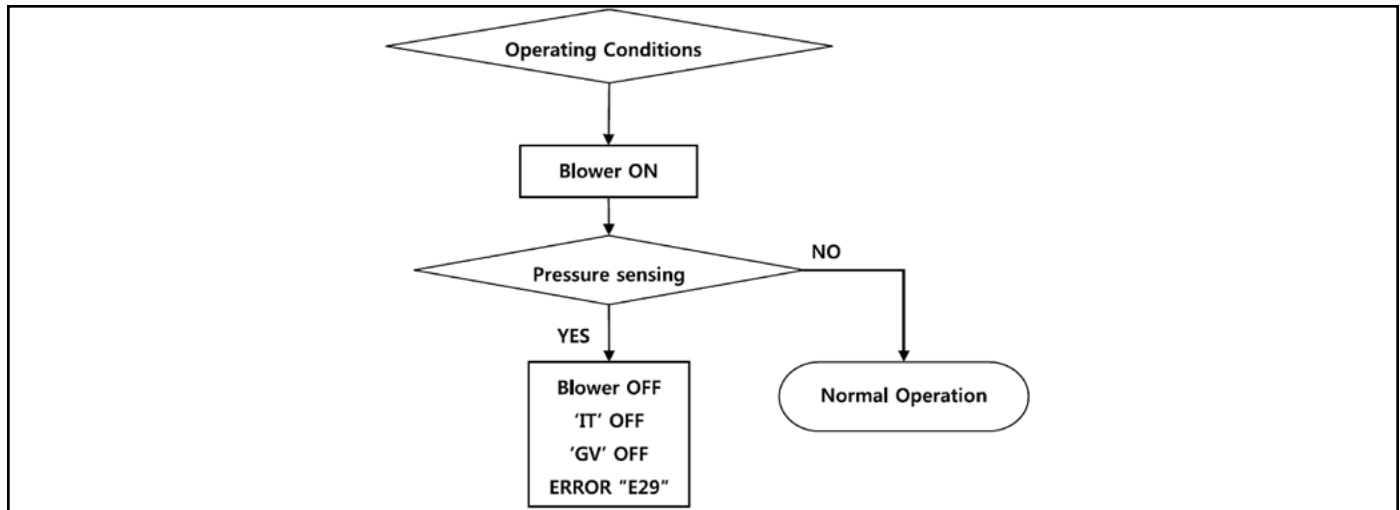 Operating Conditions
Blower ON
Pressure sensing
NO
YES
Blower OFF
‘IT’ OFF
‘GV’ OFF
ERROR “E29”
Normal Operation